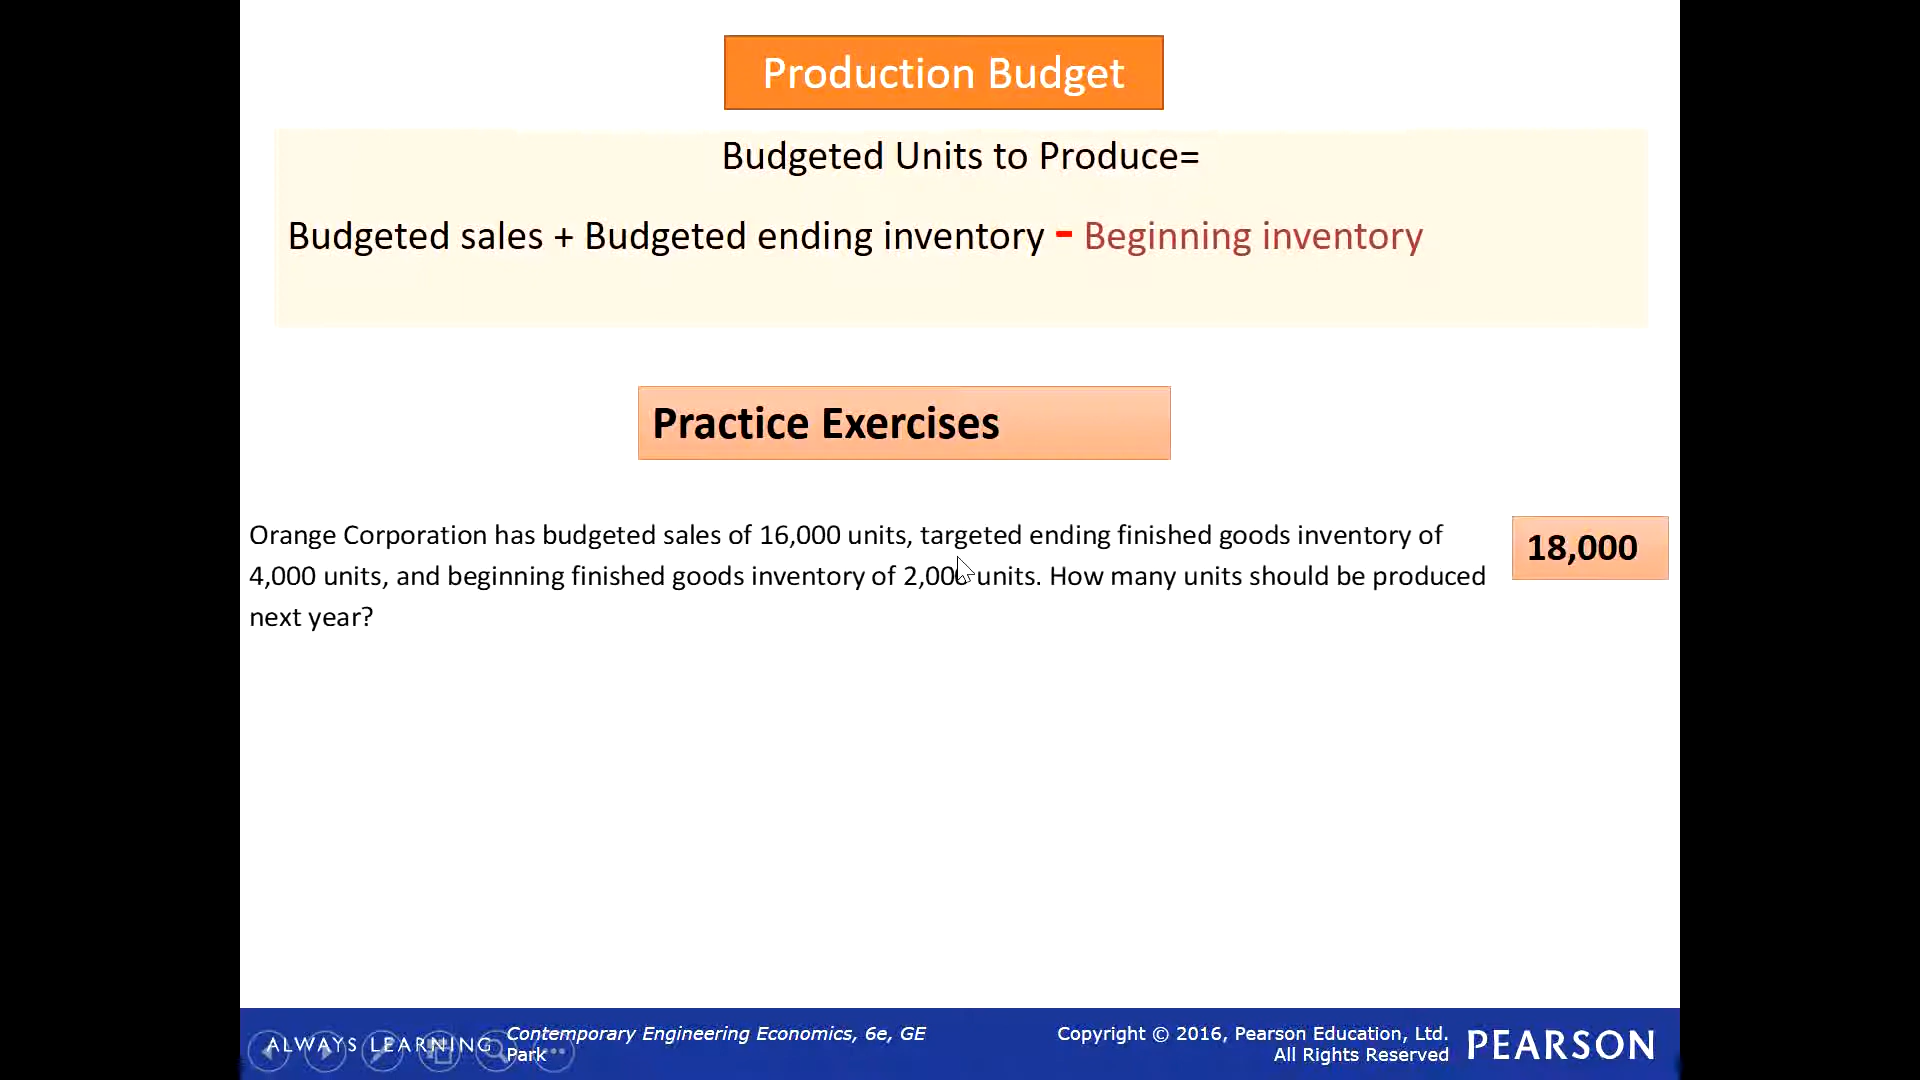 Production Budget
Budgeted Units to Produce=
Budgeted sales + Budgeted ending inventory - Beginning inventory
Practice Exercises
Orange Corporation has budgeted sales of 16,000 units, targeted ending finished goods inventory of
4,000 units, and beginning finished goods inventory of 2,000 units. How many units should be produced
next year?
18,000
ALWAYS LEARNING
Contemporary Engineering Economics, 6e, GE
Park
Copyright © 2016, Pearson Education, Ltd.
All Rights Reserved
PEARSON